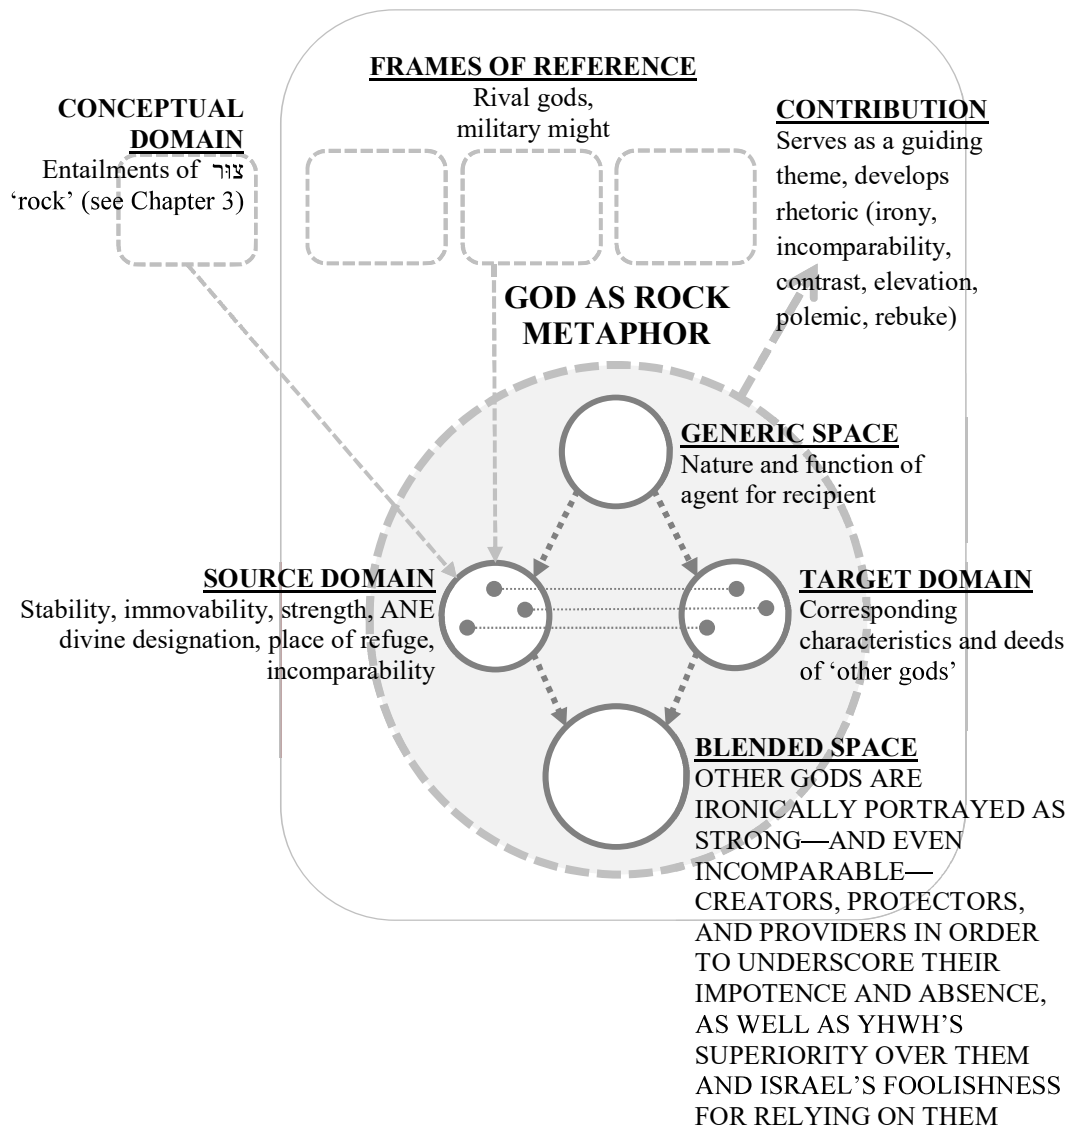 FRAMES OF REFERENCE
Rival gods,
military might
CONCEPTUAL
DOMAIN
Entailments of צוּר
‘rock’ (see Chapter 3)
CONTRIBUTION
Serves as a guiding
theme, develops
rhetoric (irony,
incomparability,
contrast, elevation,
polemic, rebuke)
GOD AS ROCK
METAPHOR
GENERIC SPACE
Nature and function of
agent for recipient
SOURCE DOMAIN
Stability, immovability, strength, ANE
divine designation, place of refuge,
incomparability
TARGET DOMAIN
Corresponding
characteristics and deeds
of ‘other gods’
BLENDED SPACE
OTHER GODS ARE
IRONICALLY PORTRAYED AS
STRONG—AND EVEN
INCOMPARABLE—
CREATORS, PROTECTORS,
AND PROVIDERS IN ORDER
TO UNDERSCORE THEIR
IMPOTENCE AND ABSENCE,
AS WELL AS YHWH’S
SUPERIORITY OVER THEM
AND ISRAEL’S FOOLISHNESS
FOR RELYING ON THEM